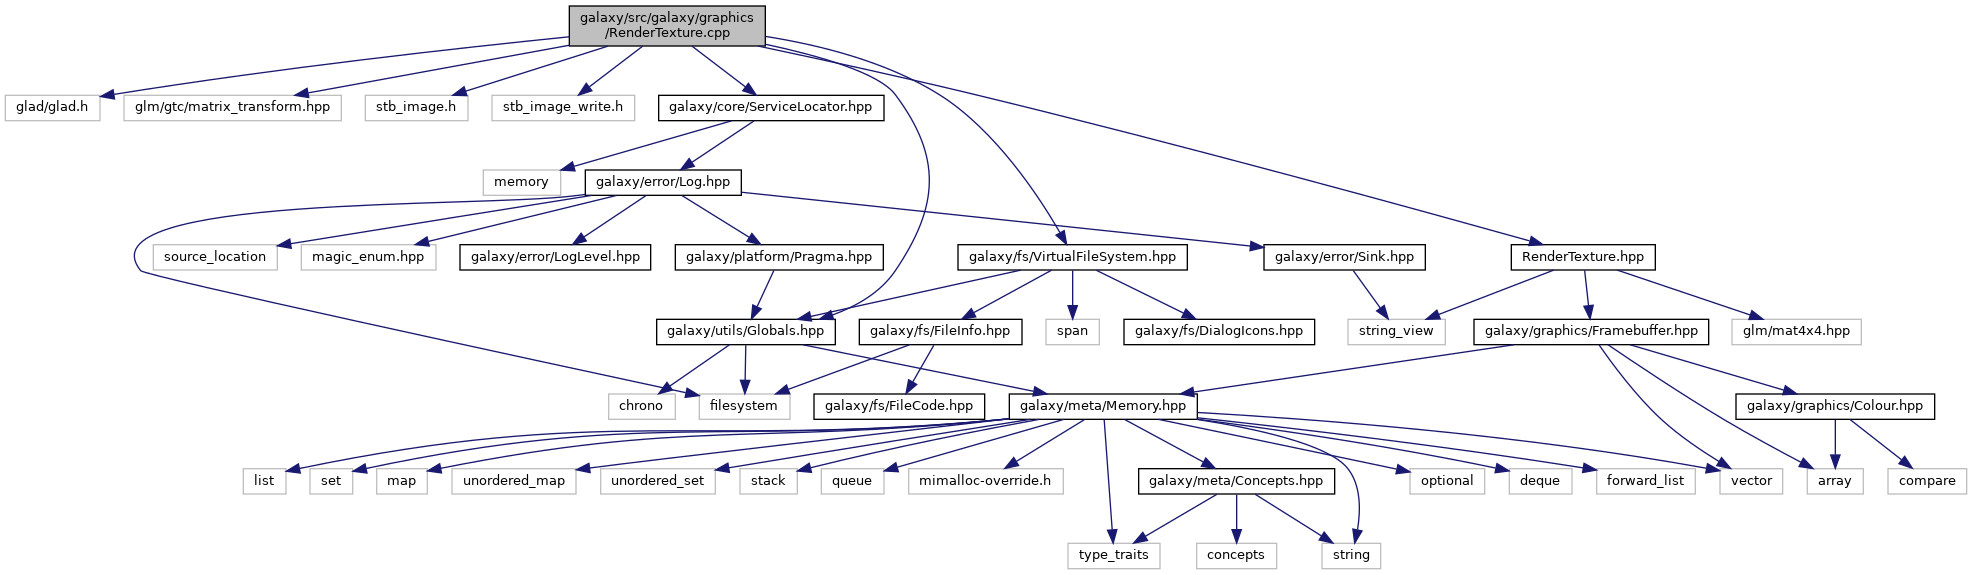 galaxy/src/galaxy/graphics
/RenderTexture.cpp
glad/glad.h
glm/gtc/matrix_transform.hpp
stb_image.h
stb_image_write.h
galaxy/core/ServiceLocator.hpp
memory
galaxy/error/Log.hpp
source_location
magic_enum.hpp
galaxy/error/LogLevel.hpp
galaxy/platform/Pragma.hpp
galaxy/fs/VirtualFileSystem.hpp
galaxy/error/Sink.hpp
RenderTexture.hpp
galaxy/utils/Globals.hpp
galaxy/fs/FileInfo.hpp
span
galaxy/fs/DialogIcons.hpp
string_view
galaxy/graphics/Framebuffer.hpp
glm/mat4x4.hpp
chrono
filesystem
galaxy/fs/FileCode.hpp
galaxy/meta/Memory.hpp
galaxy/graphics/Colour.hpp
list
set
map
unordered_map
unordered_set
stack
queue
mimalloc-override.h
galaxy/meta/Concepts.hpp
optional
deque
forward_list
vector
array
compare
type_traits
concepts
string